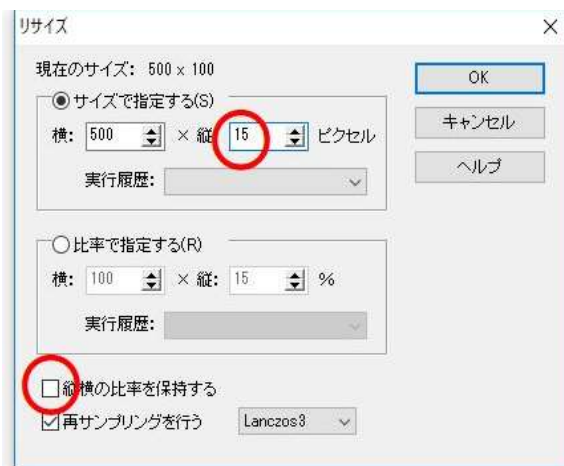 リサイズ
現在のサイズ: 500 x 100
サイズで指定する(S)
横: 500 × 縦 15 ピクセル
実行履歴:
比率で指定する(R)
横: 100 × 縦: 15 %
実行履歴:
縦横の比率を保持する
再サンプリングを行う Lanczos3
OK
キャンセル
ヘルプ